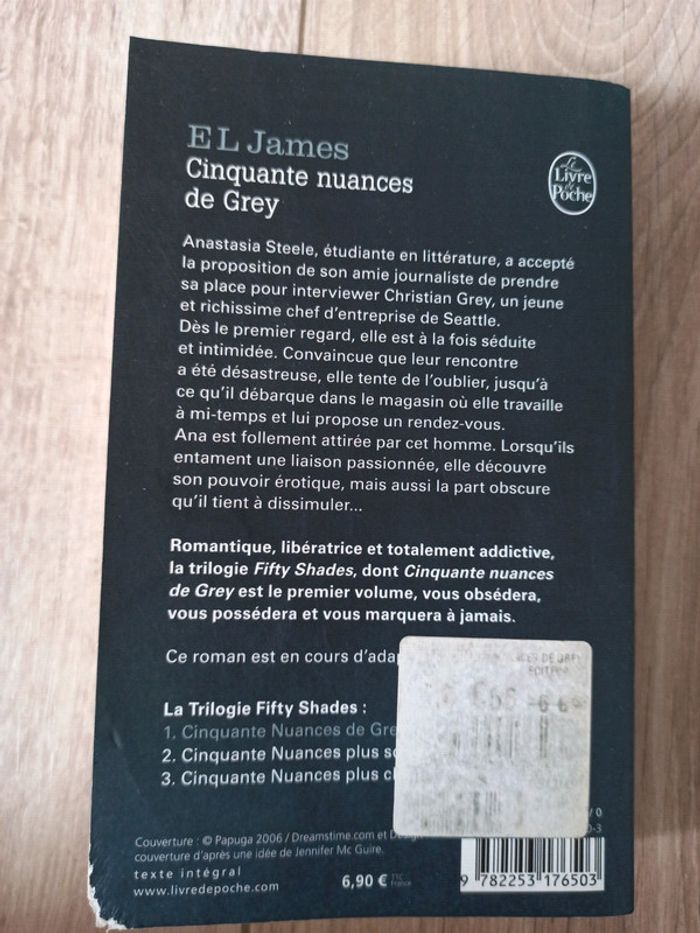 E L James
Cinquante nuances
de Grey
Le
Livre
de
Poche
Anastasia Steele, étudiante en littérature, a accepté
la proposition de son amie journaliste de prendre
sa place pour interviewer Christian Grey, un jeune
et richissime chef d'entreprise de Seattle.
Dès le premier regard, elle est à la fois séduite
et intimidée. Convaincue que leur rencontre
a été désastreuse, elle tente de l'oublier, jusqu'à
ce qu'il débarque dans le magasin où elle travaille
à mi-temps et lui propose un rendez-vous.
Ana est follement attirée par cet homme. Lorsqu'ils
entament une liaison passionnée, elle découvre
son pouvoir érotique, mais aussi la part obscure
qu'il tient à dissimuler...
Romantique, libératrice et totalement addictive,
la trilogie Fifty Shades, dont Cinquante nuances
de Grey est le premier volume, vous obsédera,
vous possédera et vous marquera à jamais.
Ce roman est en cours
La Trilogie Fifty Shades :
1. Cinquante Nuances de
2. Cinquante Nuances plus
3. Cinquante Nuances plus
Couverture : © Papuga 2006 / Dreamstime.com et
couverture d'après une idée de Jennifer Mc Guire.
texte intégral
www.livredepoche.com
6,90 € TTC
France
9 782253 176503